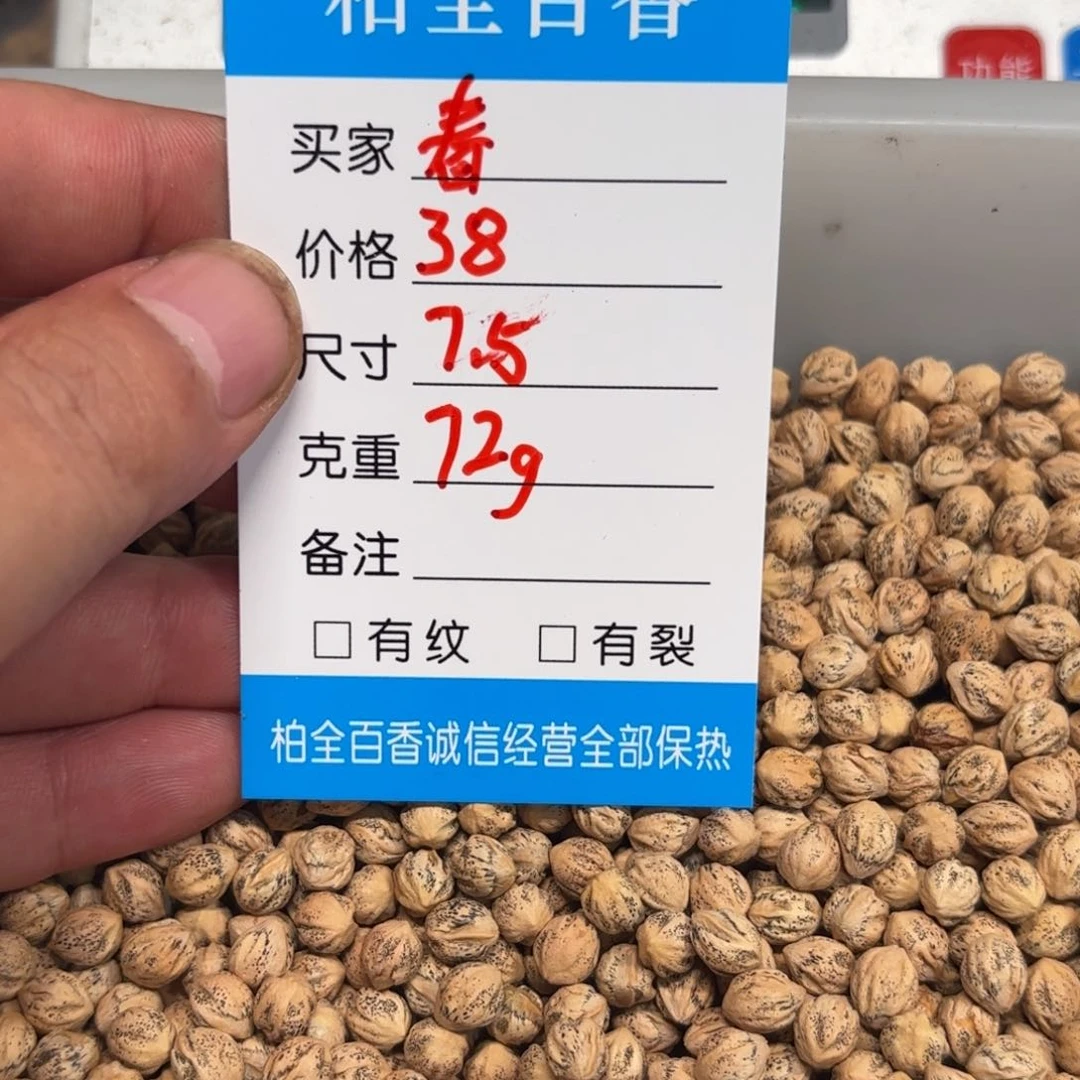 柏全百香
功能
买家
价格 38
尺寸 7.5
克重 72g
备注
□有纹 □有裂
柏全百香诚信经营全部保热